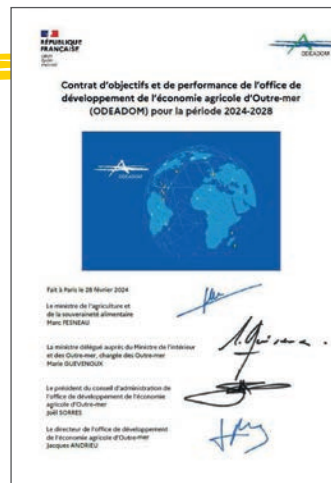 RÉPUBLIQUE
FRANÇAISE
Liberté
Égalité
Fraternité
ODEADOM
Contrat d'objectifs et de performance de l'office de
développement de l'économie agricole d'Outre-mer
(ODEADOM) pour la période 2024-2028
ODEADOM
Fait à Paris le 28 février 2024
Le ministre de l'agriculture et
de la souveraineté alimentaire
Marc FESNEAU
La ministre délégué auprès du Ministre de l'intérieur
et des Outre-mer, chargée des Outre-mer
Marie GUEVENOUX
Le président du conseil d'administration de
l'office de développement de l'économie
agricole d'Outre-mer
Joël SORRES
Le directeur de l'office de développement
de l'économie agricole d'Outre-mer
Jacques ANDRIEU